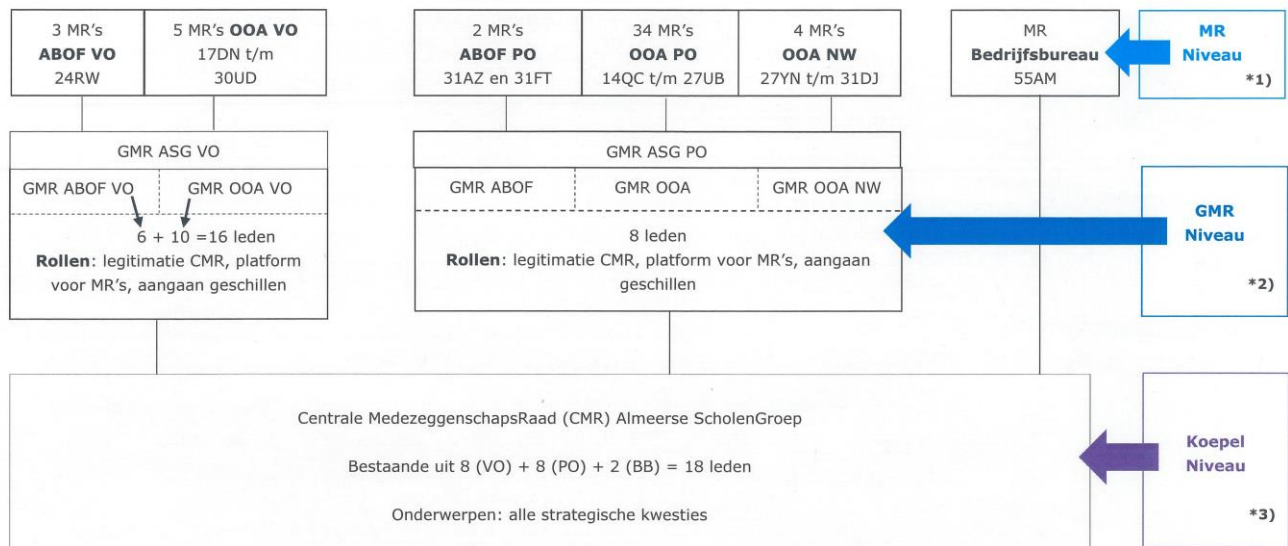 3 MR's
ABOF VO
24RW
5 MR's OOA VO
17DN t/m
30UD
2 MR's
ABOF PO
31AZ en 31FT
34 MR's
OOA PO
14QC t/m 27UB
4 MR's
OOA NW
27YN t/m 31DJ
MR
Bedrijfsbureau
55AM
MR
Niveau
*1)
GMR ASG VO
GMR ABOF VO
GMR OOA VO
6 + 10 =16 leden
Rollen: legitimatie CMR, platform
voor MR's, aangaan geschillen
GMR ASG PO
GMR ABOF
GMR OOA
GMR OOA NW
8 leden
Rollen: legitimatie CMR, platform voor MR's, aangaan
geschillen
GMR
Niveau
*2)
Centrale MedezeggenschapsRaad (CMR) Almeerse ScholenGroep
Bestaande uit 8 (VO) + 8 (PO) + 2 (BB) = 18 leden
Onderwerpen: alle strategische kwesties
Koepel
Niveau
*3)